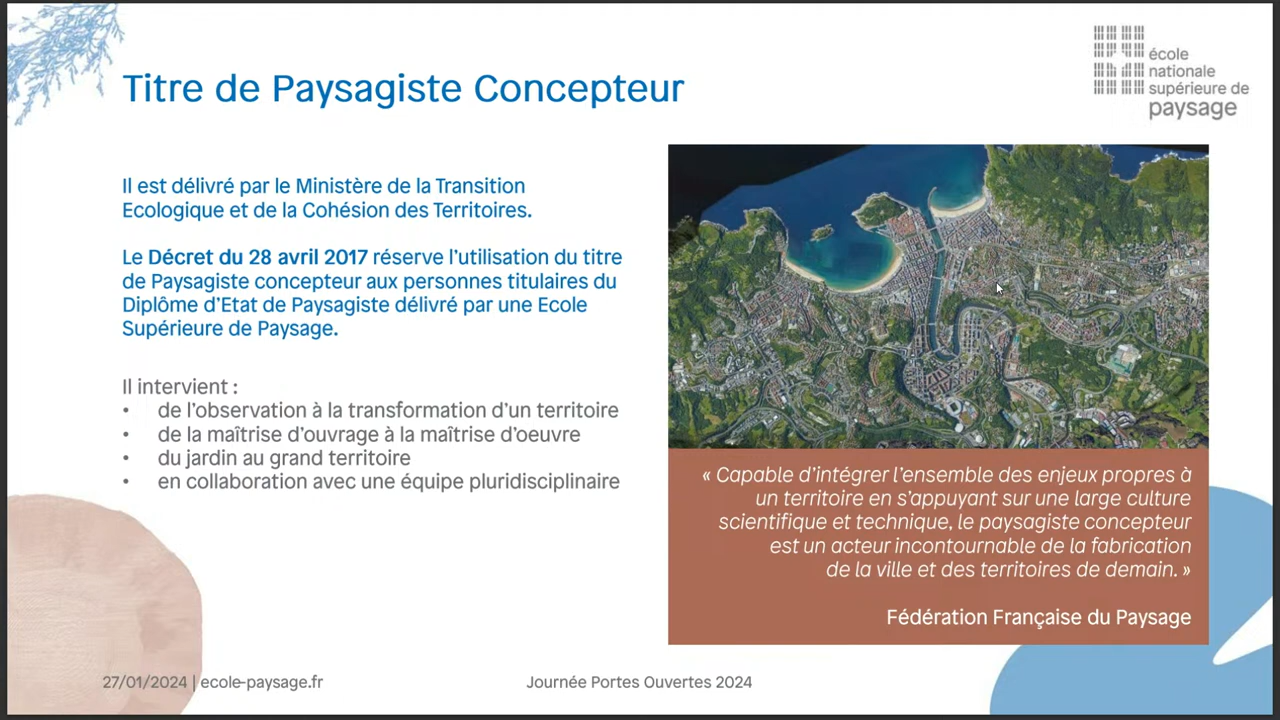 Titre de Paysagiste Concepteur
école
nationale
supérieure de
paysage
Il est délivré par le Ministère de la Transition
Ecologique et de la Cohésion des Territoires.
Le Décret du 28 avril 2017 réserve l'utilisation du titre
de Paysagiste concepteur aux personnes titulaires du
Diplôme d'Etat de Paysagiste délivré par une Ecole
Supérieure de Paysage.
Il intervient :
• de l'observation à la transformation d'un territoire
• de la maîtrise d'ouvrage à la maîtrise d'oeuvre
• du jardin au grand territoire
• en collaboration avec une équipe pluridisciplinaire
« Capable d'intégrer l'ensemble des enjeux propres à
un territoire en s'appuyant sur une large culture
scientifique et technique, le paysagiste concepteur
est un acteur incontournable de la fabrication
de la ville et des territoires de demain. »
Fédération Française du Paysage
27/01/2024 | ecole-paysage.fr
Journée Portes Ouvertes 2024